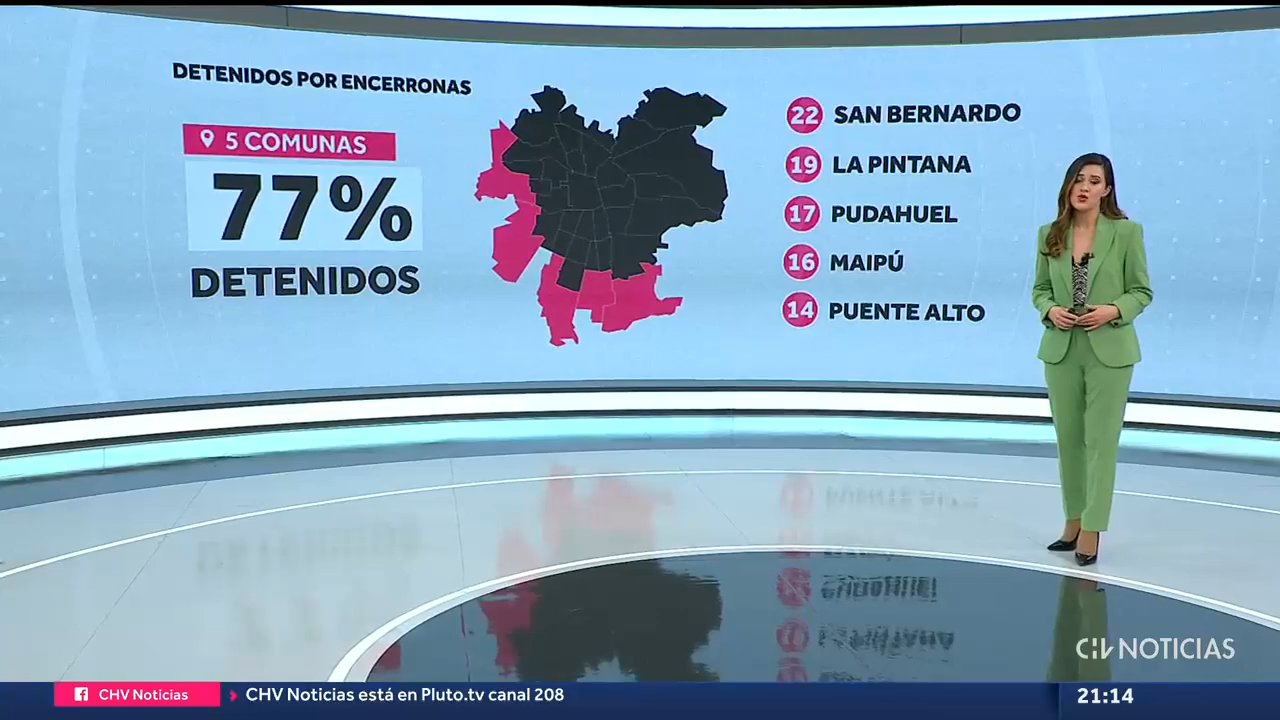 DETENIDOS POR ENCERRONAS
5 COMUNAS
77%
DETENIDOS
22 SAN BERNARDO
19 LA PINTANA
17 PUDAHUEL
16 MAIPÚ
14 PUENTE ALTO
CHV NOTICIAS
CHV Noticias
CHV Noticias está en Pluto.tv canal 208
21:14